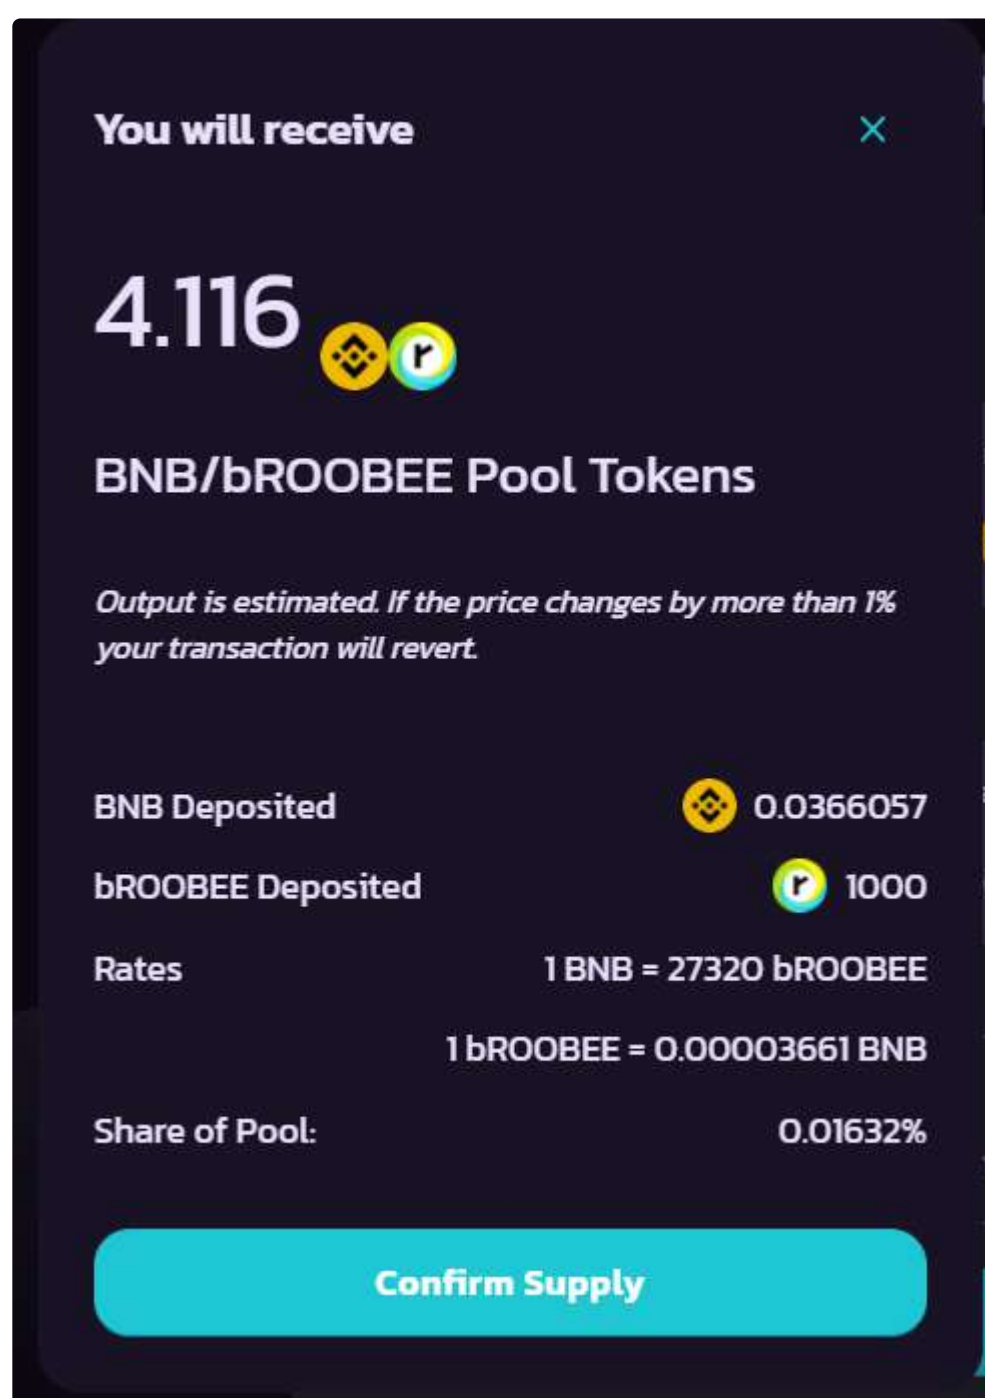 You will receive
4.116
BNB/bROOBEE Pool Tokens
Output is estimated. If the price changes by more than 1%
your transaction will revert.
BNB Deposited 0.0366057
bROOBEE Deposited r 1000
Rates 1 BNB = 27320 bROOBEE
1 bROOBEE = 0.00003661 BNB
Share of Pool: 0.01632%
Confirm Supply